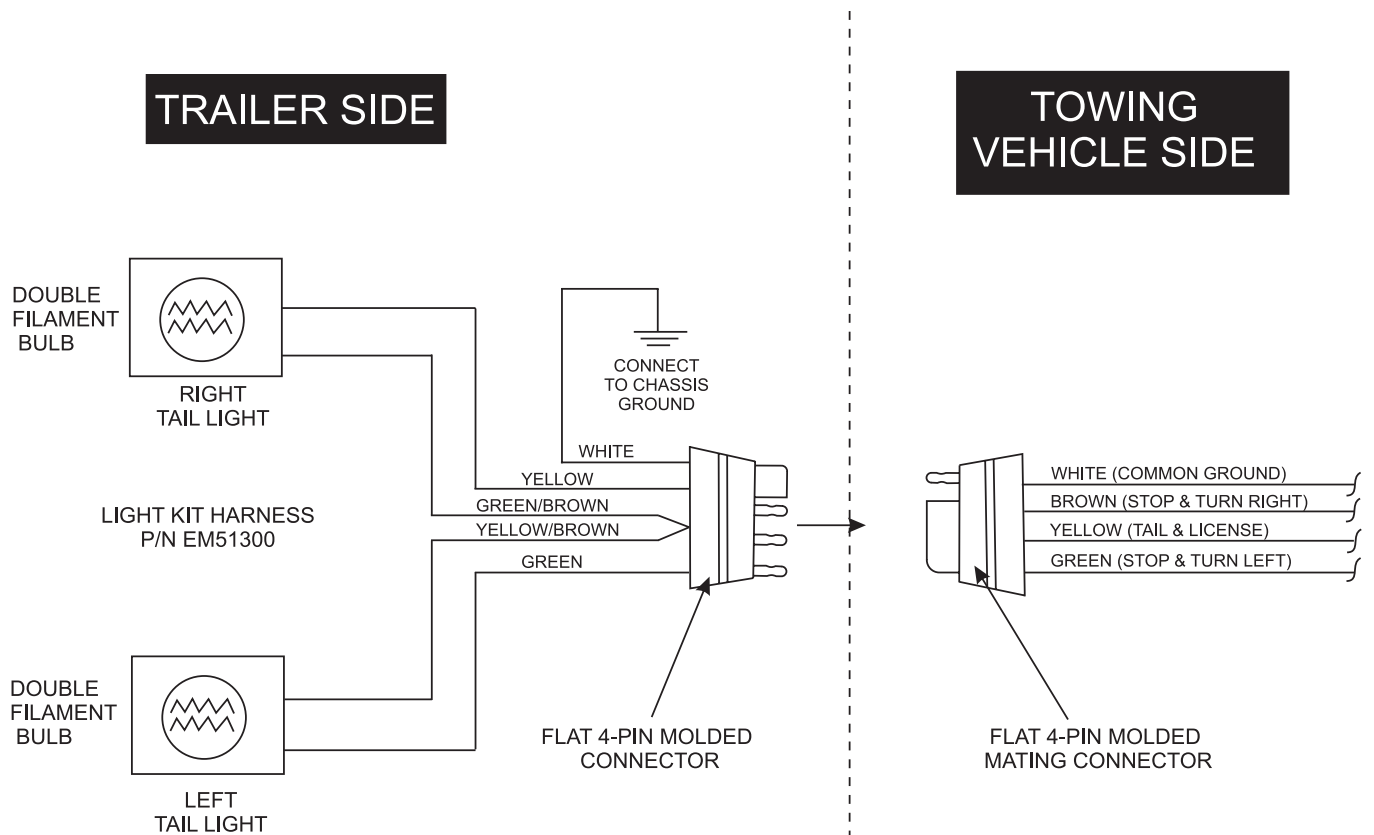 TRAILER SIDE
TOWING
VEHICLE SIDE
DOUBLE
FILAMENT
BULB
RIGHT
TAIL LIGHT
CONNECT
TO CHASSIS
GROUND
WHITE
YELLOW
GREEN/BROWN
YELLOW/BROWN
GREEN
LIGHT KIT HARNESS
P/N EM51300
WHITE (COMMON GROUND)
BROWN (STOP & TURN RIGHT)
YELLOW (TAIL & LICENSE)
GREEN (STOP & TURN LEFT)
DOUBLE
FILAMENT
BULB
LEFT
TAIL LIGHT
FLAT 4-PIN MOLDED
CONNECTOR
FLAT 4-PIN MOLDED
MATING CONNECTOR